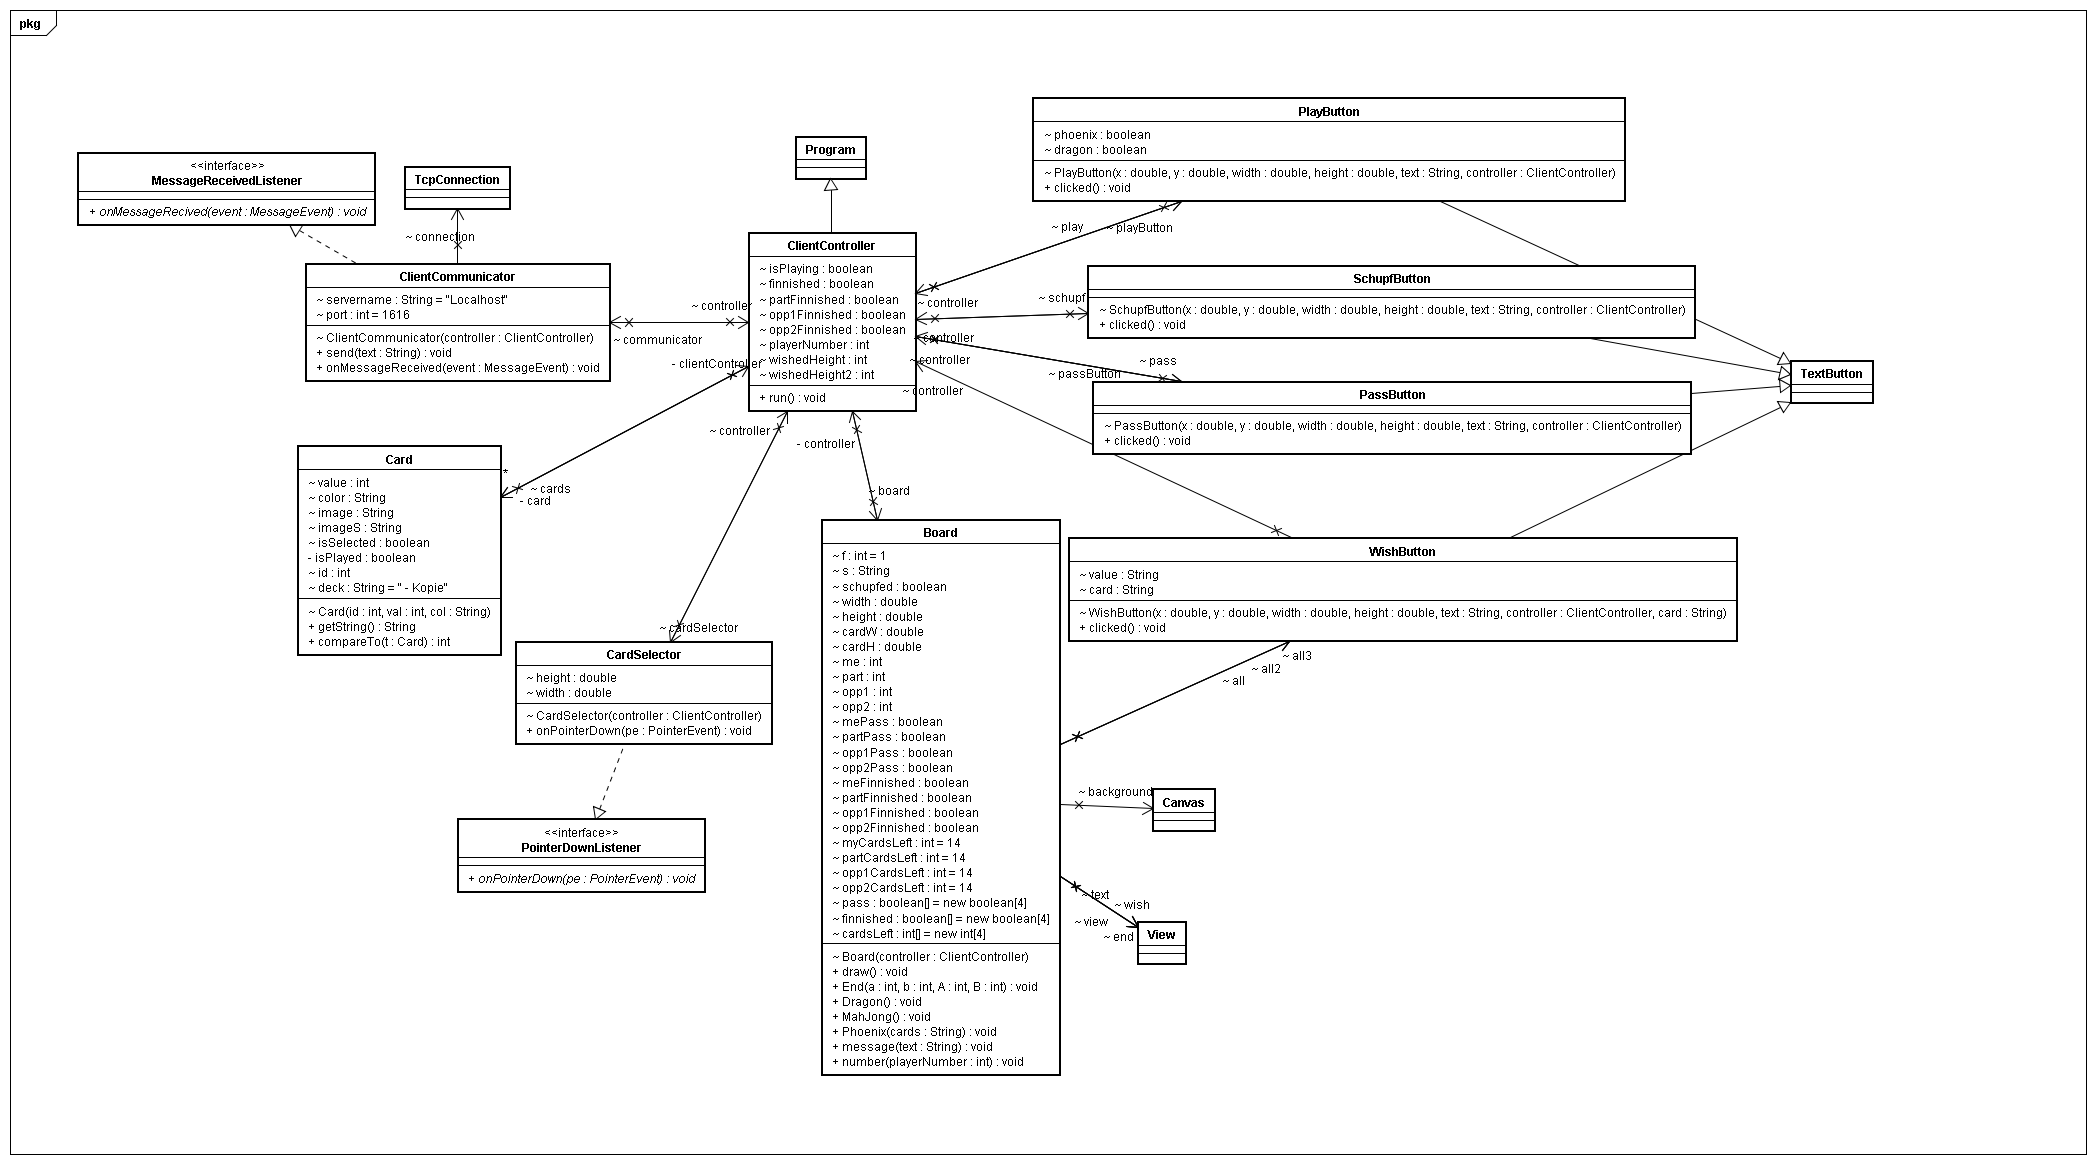 pkg
<<interface>>
MessageReceivedListener
+ onMessageRecived(event : MessageEvent) : void
TcpConnection
~ connection
ClientCommunicator
~ servername : String = "Localhost"
~ port : int = 1616
~ ClientCommunicator(controller : ClientController)
+ send(text : String) : void
+ onMessageReceived(event : MessageEvent) : void
~ controller
~ communicator
Program
ClientController
~ isPlaying : boolean
~ finnished : boolean
~ partFinnished : boolean
~ opp1Finnished : boolean
~ opp2Finnished : boolean
~ playerNumber : int
~ wishedHeight : int
~ wishedHeight2 : int
+ run() : void
PlayButton
~ phoenix : boolean
~ dragon : boolean
~ PlayButton(x : double, y : double, width : double, height : double, text : String, controller : ClientController)
+ clicked() : void
~ play
~ playButton
~ controller
~ schupf
SchupfButton
~ SchupfButton(x : double, y : double, width : double, height : double, text : String, controller : ClientController)
+ clicked() : void
~ controller
~ controller
~ pass
~ passButton
~ controller
PassButton
~ PassButton(x : double, y : double, width : double, height : double, text : String, controller : ClientController)
+ clicked() : void
TextButton
- clientController
*
~ cards
- card
Card
~ value : int
~ color : String
~ image : String
~ imageS : String
~ isSelected : boolean
- isPlayed : boolean
~ id : int
~ deck : String = " - Kopie"
~ Card(id : int, val : int, col : String)
+ getString() : String
+ compareTo(t : Card) : int
~ controller
~ cardSelector
CardSelector
~ height : double
~ width : double
~ CardSelector(controller : ClientController)
+ onPointerDown(pe : PointerEvent) : void
<<interface>>
PointerDownListener
+ onPointerDown(pe : PointerEvent) : void
- controller
~ board
Board
~ f : int = 1
~ s : String
~ schupfed : boolean
~ width : double
~ height : double
~ cardW : double
~ cardH : double
~ me : int
~ part : int
~ opp1 : int
~ opp2 : int
~ mePass : boolean
~ partPass : boolean
~ opp1Pass : boolean
~ opp2Pass : boolean
~ meFinnished : boolean
~ partFinnished : boolean
~ opp1Finnished : boolean
~ opp2Finnished : boolean
~ myCardsLeft : int = 14
~ partCardsLeft : int = 14
~ opp1CardsLeft : int = 14
~ opp2CardsLeft : int = 14
~ pass : boolean[] = new boolean[4]
~ finnished : boolean[] = new boolean[4]
~ cardsLeft : int[] = new int[4]
~ Board(controller : ClientController)
+ draw() : void
+ End(a : int, b : int, A : int, B : int) : void
+ Dragon() : void
+ MahJong() : void
+ Phoenix(cards : String) : void
+ message(text : String) : void
+ number(playerNumber : int) : void
WishButton
~ value : String
~ card : String
~ WishButton(x : double, y : double, width : double, height : double, text : String, controller : ClientController, card : String)
+ clicked() : void
~ all3
~ all2
~ all
~ background
Canvas
~ text
~ wish
~ view
~ end
View